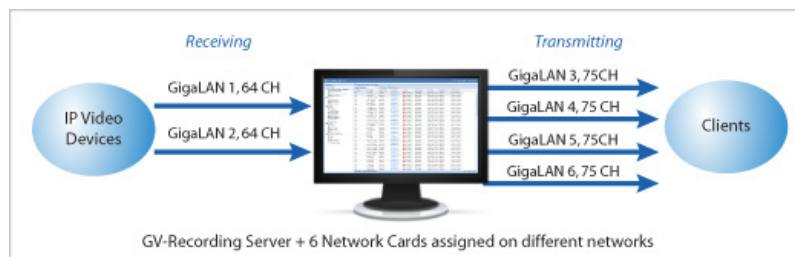 Receiving
Transmitting
GigaLAN 1, 64 CH
GigaLAN 2, 64 CH
IP Video
Devices
GigaLAN 3, 75CH
GigaLAN 4, 75 CH
GigaLAN 5, 75CH
GigaLAN 6, 75 CH
Clients
GV-Recording Server + 6 Network Cards assigned on different networks